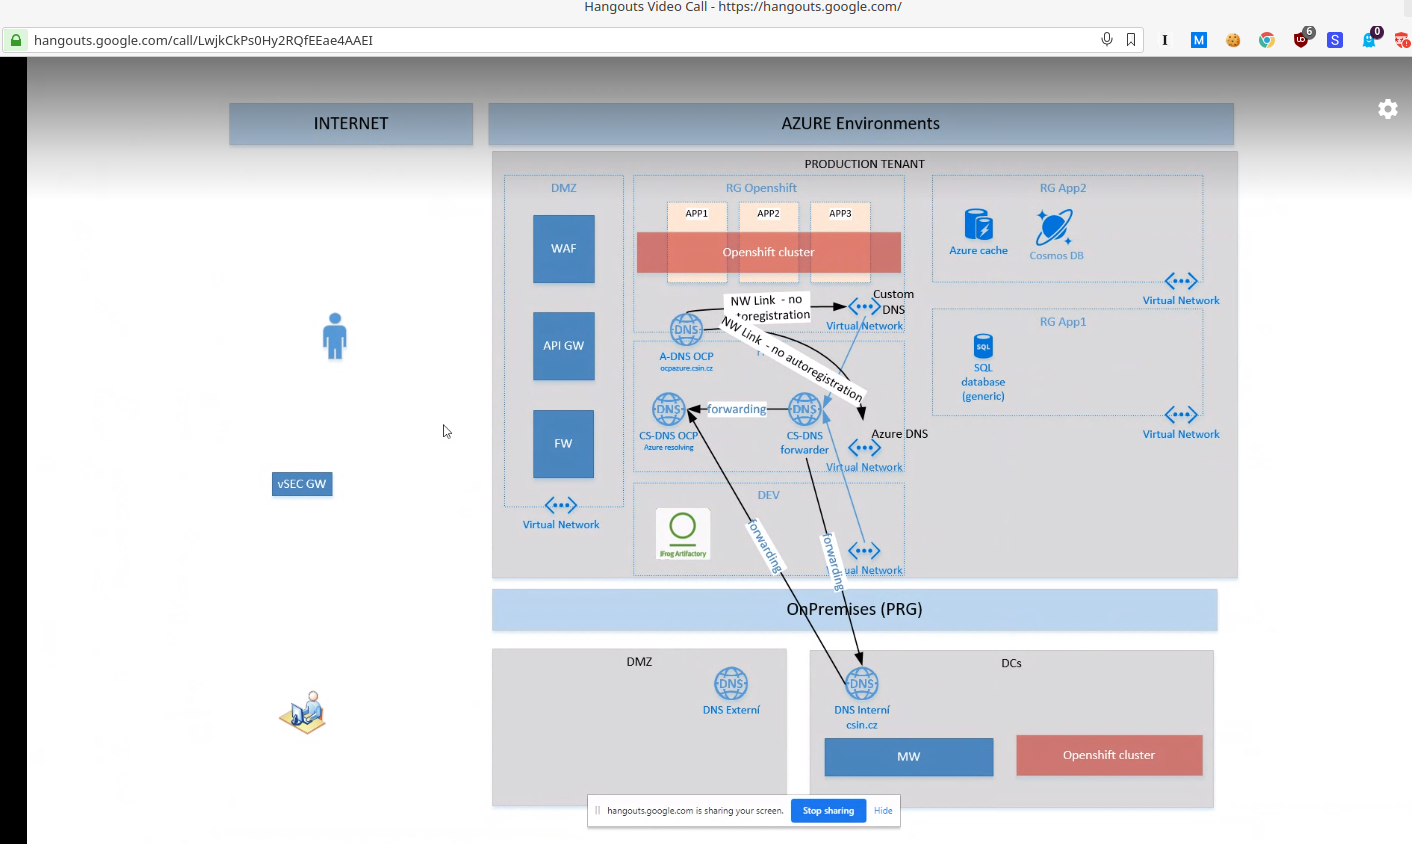 Hangouts Video Call - https://hangouts.google.com/
hangouts.google.com/call/LwjkCkPs0Hy2RQfEEae4AAEI
6
0
INTERNET
AZURE Environments
PRODUCTION TENANT
DMZ
WAF
API GW
FW
Virtual Network
RG Openshift
APP1
APP2
APP3
Openshift cluster
NW Link - no
Custom
DNS
Virtual Network
DNS
A-DNS OCP
ocpazure.csin.cz
NW Link - no autoregistration
DNS
forwarding
DNS
CS-DNS OCP
Azure resolving
CS-DNS
forwarder
Azure DNS
Virtual Network
DEV
JFrog Artifactory
forwarding
forwarding
Network
RG App2
Azure cache
Cosmos DB
Virtual Network
RG App1
SQL
SQL
database
(generic)
Virtual Network
vSEC GW
OnPremises (PRG)
DMZ
DNS
DNS Externí
DCs
DNS
DNS Interní
csin.cz
MW
Openshift cluster
hangouts.google.com is sharing your screen.
Stop sharing
Hide